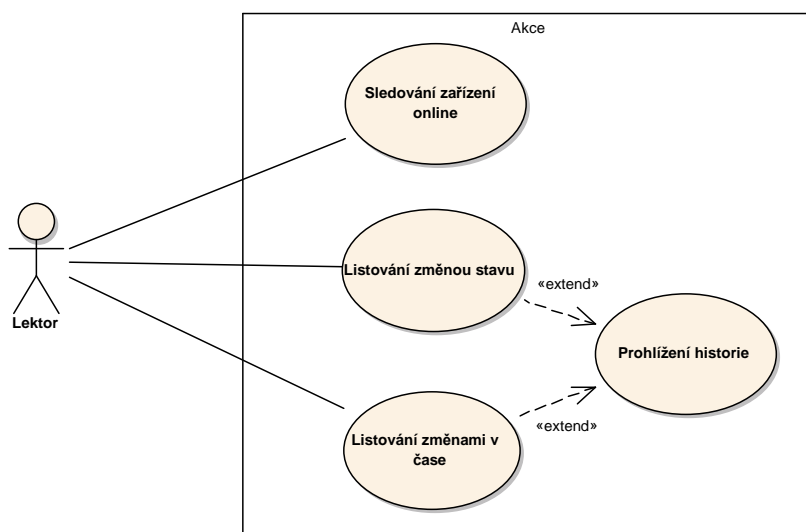 Akce
Sledování zařízení
online
Listování změnou stavu
«extend»
Lektor
Prohlížení historie
Listování změnami v
čase
«extend»